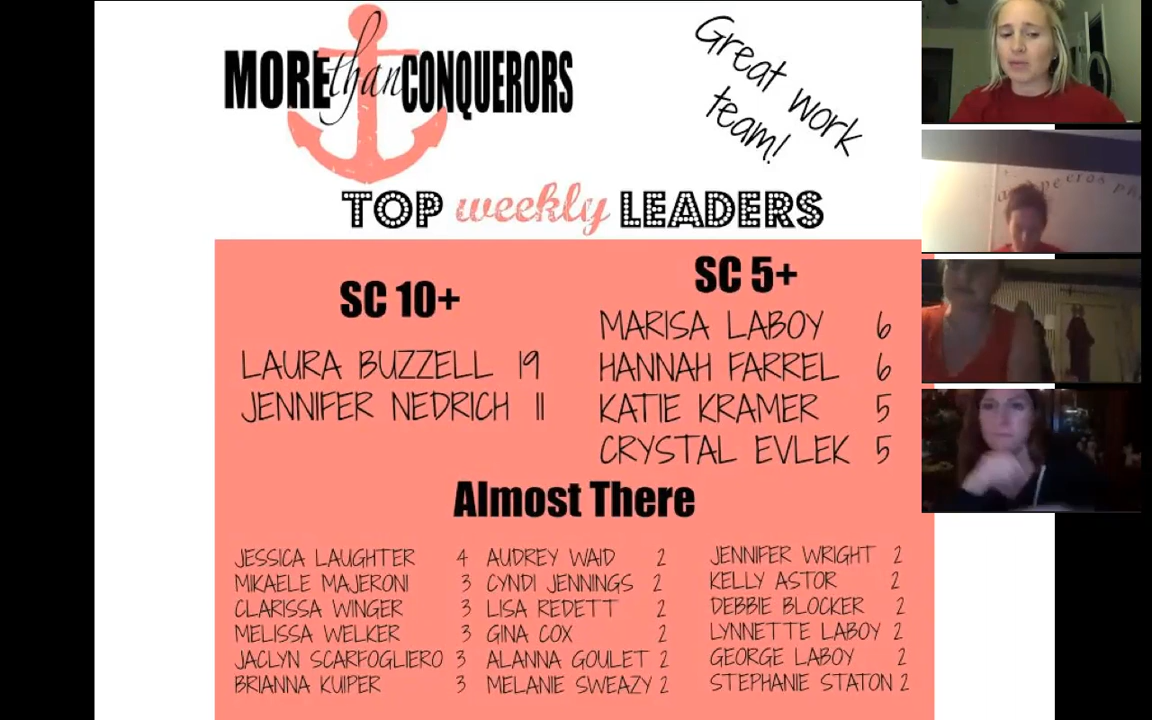 MORE than CONQUERORS
Great work
team!
TOP weekly LEADERS
SC 10+
LAURA BUZZELL 19
JENNIFER NEDRICH 11
SC 5+
MARISA LABOY 6
HANNAH FARREL 6
KATIE KRAMER 5
CRYSTAL EVLEK 5
Almost There
JESSICA LAUGHTER 4
MIKAELE MAJERONI 3
CLARISSA WINGER 3
MELISSA WELKER 3
JACLYN SCARFOGLIERO 3
BRIANNA KUIPER 3
AUDREY WAID 2
CYNDI JENNINGS 2
LISA REDETT 2
GINA COX 2
ALANNA GOULET 2
MELANIE SWEAZY 2
JENNIFER WRIGHT 2
KELLY ASTOR 2
DEBBIE BLOCKER 2
LYNNETTE LABOY 2
GEORGE LABOY 2
STEPHANIE STATON 2